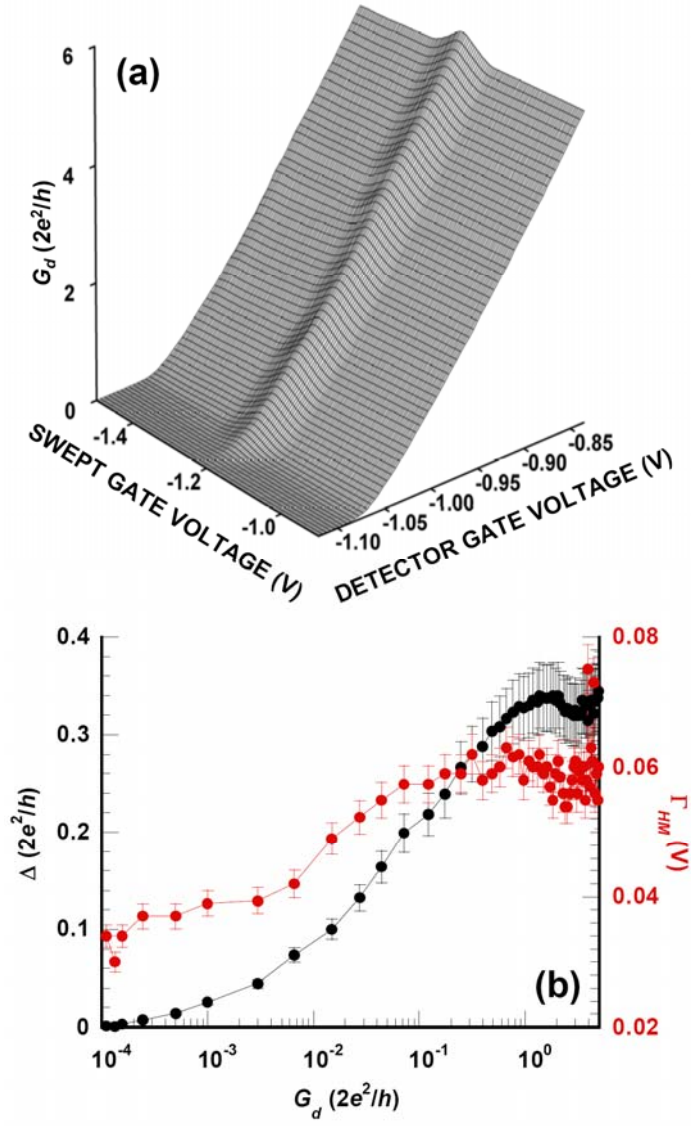 (a)
6
4
2
0
G_d (2e²/h)
-1.4
-1.2
-1.0
SWEPT GATE VOLTAGE (V)
-1.10
-1.05
-1.00
-0.95
-0.90
-0.85
DETECTOR GATE VOLTAGE (V)
0.4
0.3
0.2
0.1
0
Δ (2e²/h)
0.08
0.06
0.04
0.02
Γ_HM (V)
(b)
10⁻⁴ 10⁻³ 10⁻² 10⁻¹ 10⁰
G_d (2e²/h)